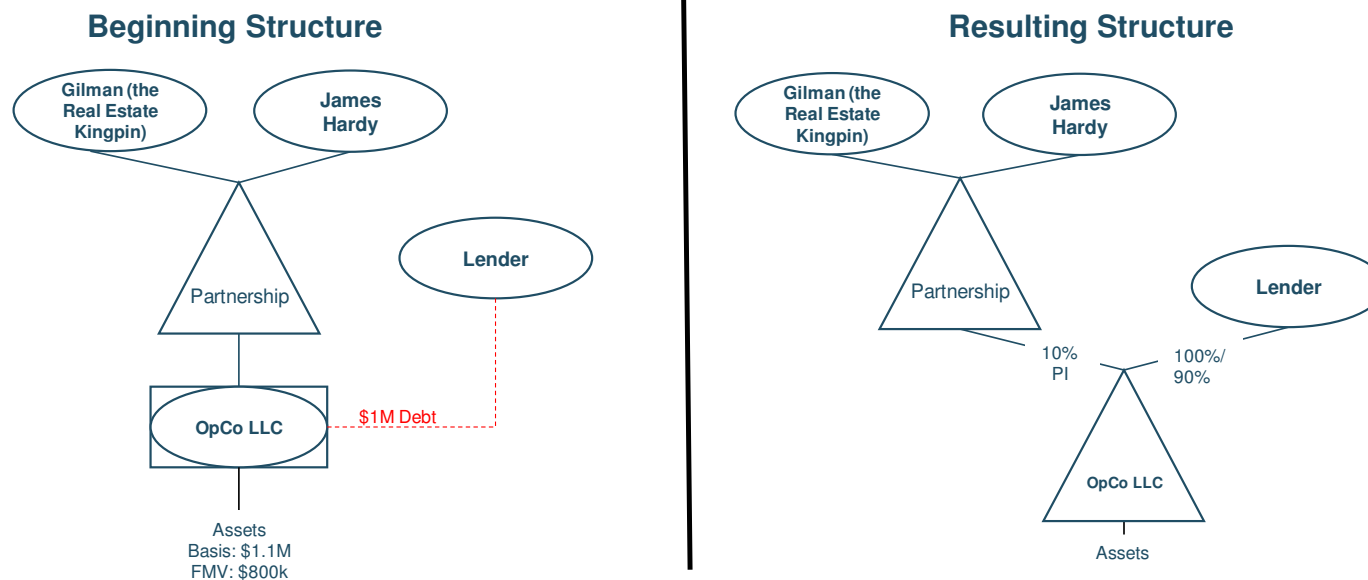 Beginning Structure
Gilman (the
Real Estate
Kingpin)
James
Hardy
Partnership
Lender
OpCo LLC
$1M Debt
Assets
Basis: $1.1M
FMV: $800k
Resulting Structure
Gilman (the
Real Estate
Kingpin)
James
Hardy
Partnership
Lender
10%
PI
100%/
90%
OpCo LLC
Assets